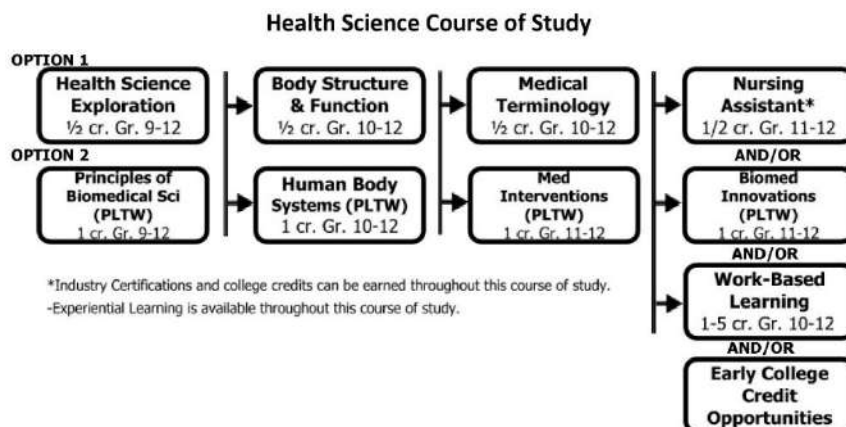 Health Science Course of Study
OPTION 1
Health Science
Exploration
½ cr. Gr. 9-12
Body Structure
& Function
½ cr. Gr. 10-12
Medical
Terminology
½ cr. Gr. 10-12
Nursing
Assistant*
1/2 cr. Gr. 11-12
OPTION 2
Principles of
Biomedical Sci
(PLTW)
1 cr. Gr. 9-12
Human Body
Systems (PLTW)
1 cr. Gr. 10-12
Med
Interventions
(PLTW)
1 cr. Gr. 11-12
AND/OR
Biomed
Innovations
(PLTW)
1 cr. Gr. 11-12
AND/OR
Work-Based
Learning
1-5 cr. Gr. 10-12
AND/OR
Early College
Credit
Opportunities
*Industry Certifications and college credits can be earned throughout this course of study.
-Experiential Learning is available throughout this course of study.